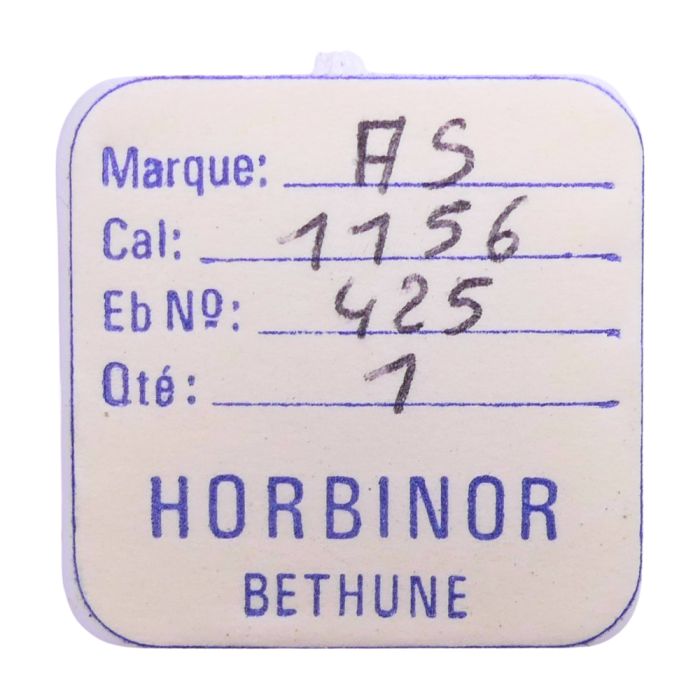 Marque: AS
Cal: 1156
Eb Nº: 425
Qté: 1
HORBINOR
BETHUNE